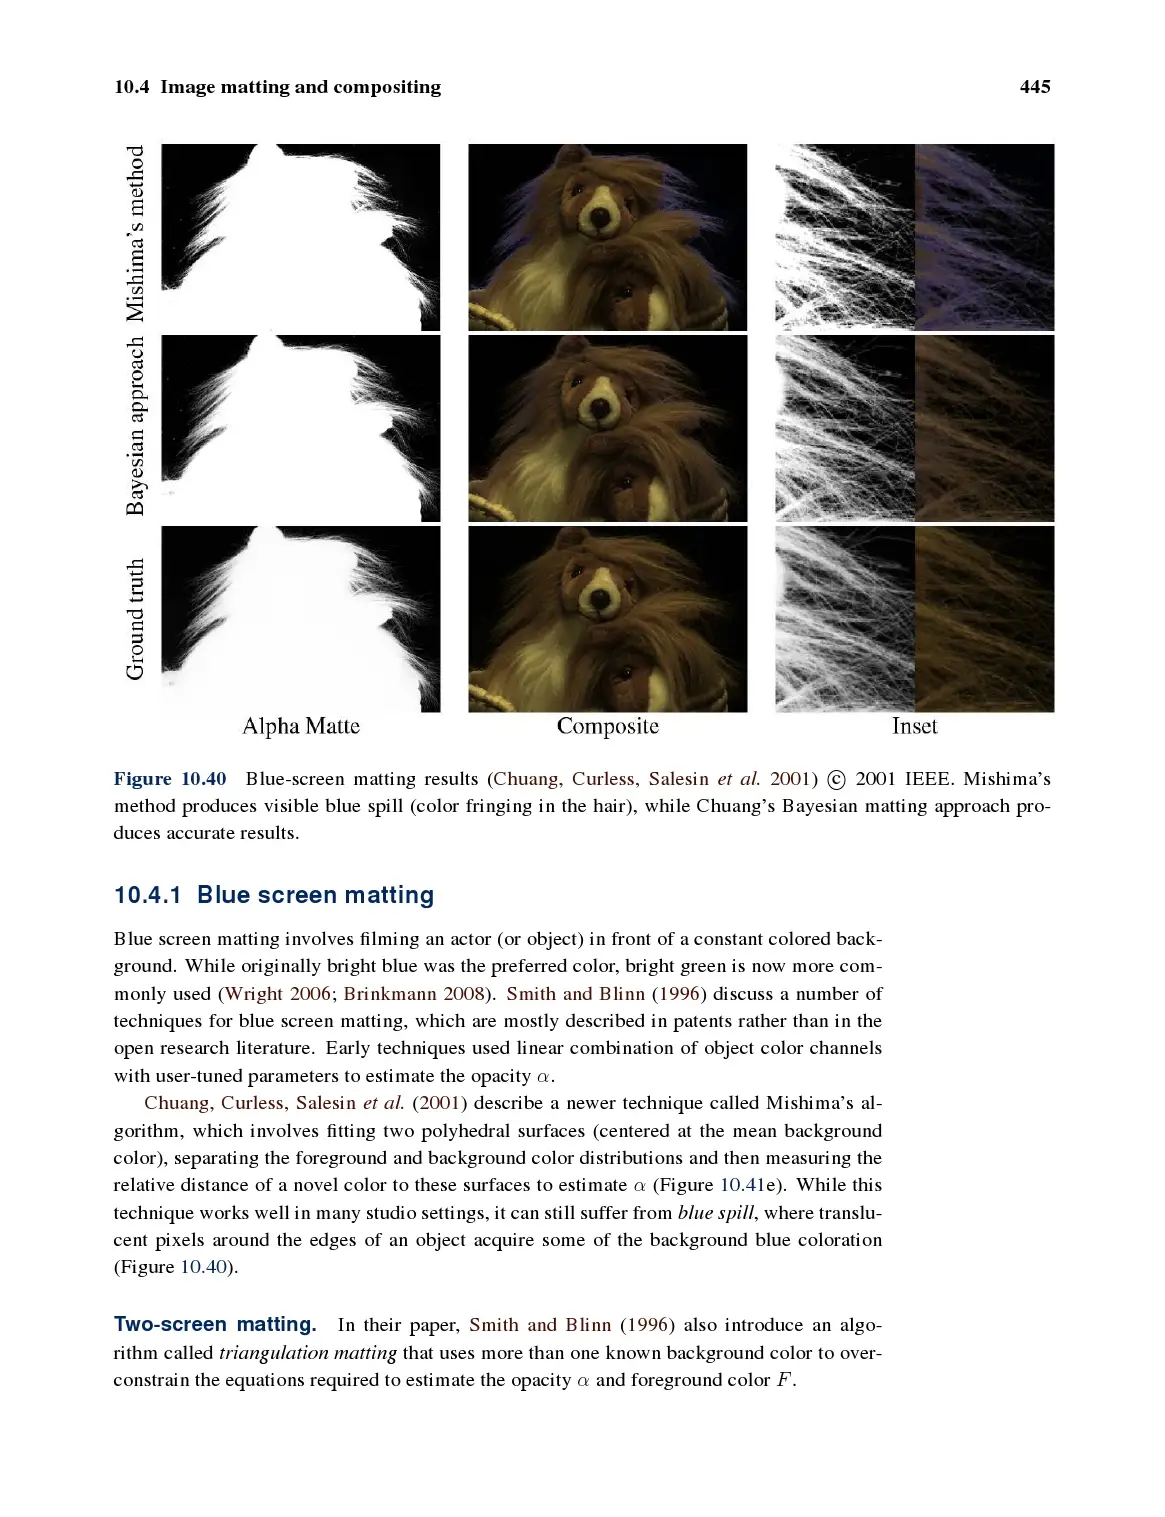 10.4 Image matting and compositing 445
Mishima's method
Bayesian approach
Ground truth
Alpha Matte Composite Inset
Figure 10.40 Blue-screen matting results (Chuang, Curless, Salesin et al. 2001) © 2001 IEEE. Mishima's
method produces visible blue spill (color fringing in the hair), while Chuang's Bayesian matting approach pro-
duces accurate results.
10.4.1 Blue screen matting
Blue screen matting involves filming an actor (or object) in front of a constant colored back-
ground. While originally bright blue was the preferred color, bright green is now more com-
monly used (Wright 2006; Brinkmann 2008). Smith and Blinn (1996) discuss a number of
techniques for blue screen matting, which are mostly described in patents rather than in the
open research literature. Early techniques used linear combination of object color channels
with user-tuned parameters to estimate the opacity α.
Chuang, Curless, Salesin et al. (2001) describe a newer technique called Mishima's al-
gorithm, which involves fitting two polyhedral surfaces (centered at the mean background
color), separating the foreground and background color distributions and then measuring the
relative distance of a novel color to these surfaces to estimate α (Figure 10.41e). While this
technique works well in many studio settings, it can still suffer from blue spill, where translu-
cent pixels around the edges of an object acquire some of the background blue coloration
(Figure 10.40).
Two-screen matting. In their paper, Smith and Blinn (1996) also introduce an algo-
rithm called triangulation matting that uses more than one known background color to over-
constrain the equations required to estimate the opacity α and foreground color F.